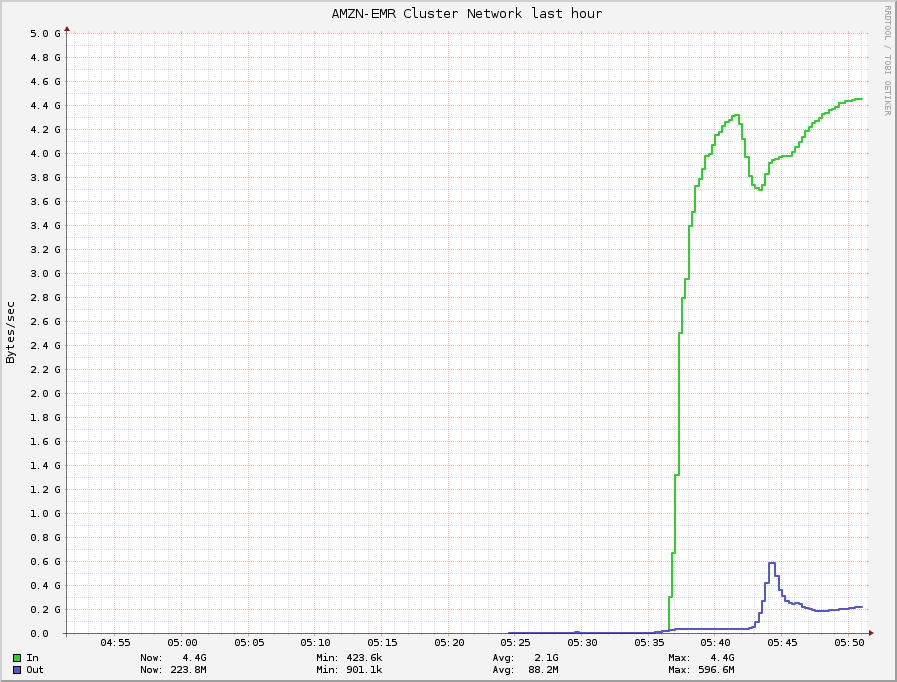 AMZN-EMR Cluster Network last hour
RRDTOOL / TOBI OETIKER
Bytes/sec
5.0 G
4.8 G
4.6 G
4.4 G
4.2 G
4.0 G
3.8 G
3.6 G
3.4 G
3.2 G
3.0 G
2.8 G
2.6 G
2.4 G
2.2 G
2.0 G
1.8 G
1.6 G
1.4 G
1.2 G
1.0 G
0.8 G
0.6 G
0.4 G
0.2 G
0.0
04:55 05:00 05:05 05:10 05:15 05:20 05:25 05:30 05:35 05:40 05:45 05:50
In Now: 4.4G Min: 423.6k Avg: 2.1G Max: 4.4G
Out Now: 223.8M Min: 901.1k Avg: 88.2M Max: 596.6M